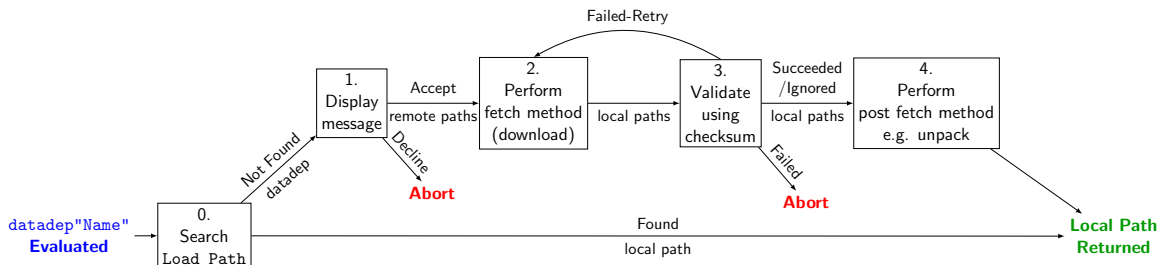 Failed-Retry
1.
Display
message
Accept
remote paths
2.
Perform
fetch method
(download)
local paths
3.
Validate
using
checksum
Succeeded
/Ignored
local paths
4.
Perform
post fetch method
e.g. unpack
Not Found
datadep
Decline
Abort
Failed
Abort
datadep"Name"
Evaluated
0.
Search
Load Path
Found
local path
Local Path
Returned